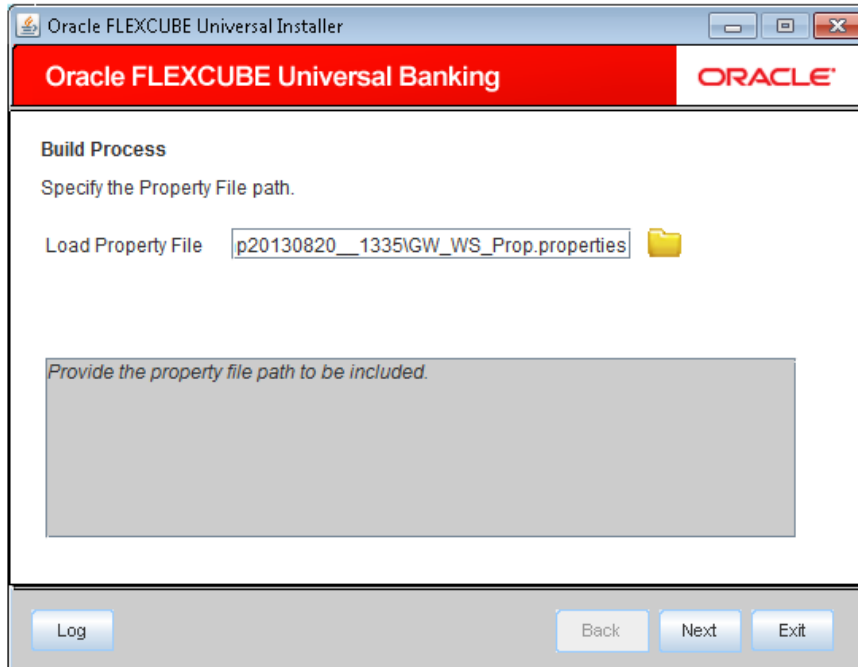 Oracle FLEXCUBE Universal Installer
Oracle FLEXCUBE Universal Banking
ORACLE
Build Process
Specify the Property File path.
Load Property File p20130820__1335\GW_WS_Prop.properties
Provide the property file path to be included.
Log Back Next Exit